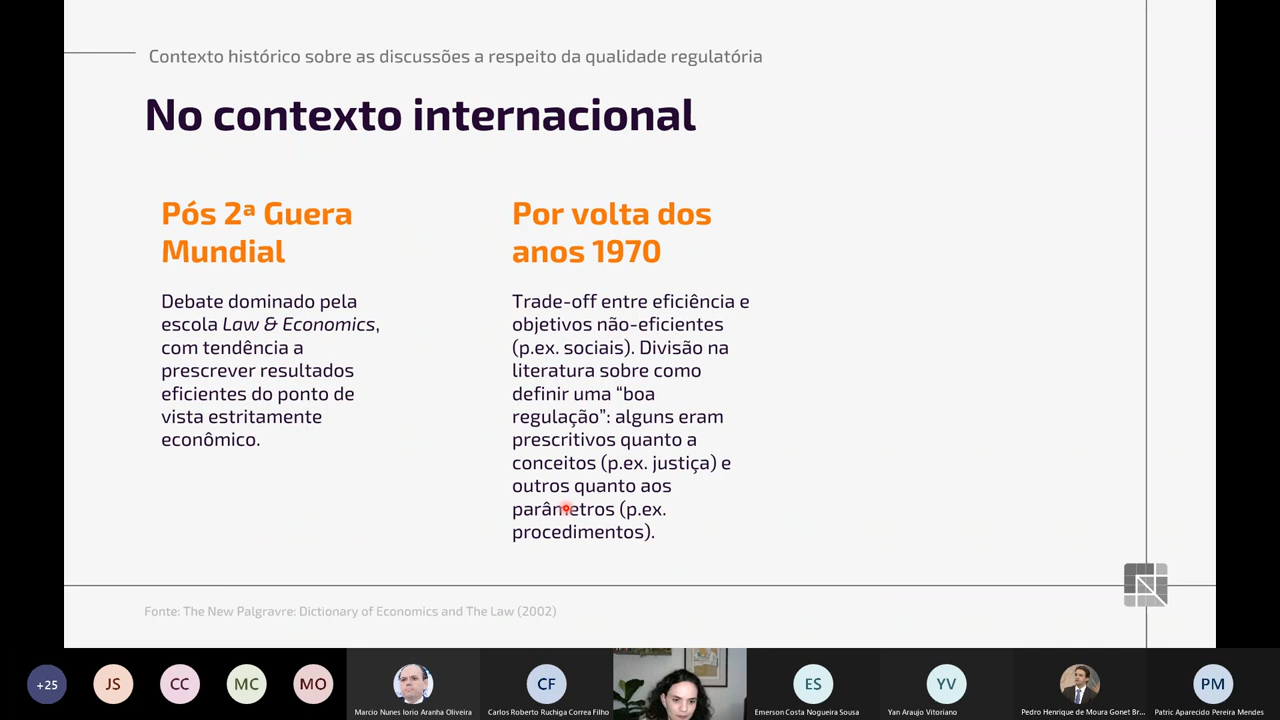 Contexto histórico sobre as discussões a respeito da qualidade regulatória
No contexto internacional
Pós 2ª Guera
Mundial
Debate dominado pela
escola Law & Economics,
com tendência a
prescrever resultados
eficientes do ponto de
vista estritamente
econômico.
Por volta dos
anos 1970
Trade-off entre eficiência e
objetivos não-eficientes
(p.ex. sociais). Divisão na
literatura sobre como
definir uma “boa
regulação”: alguns eram
prescritivos quanto a
conceitos (p.ex. justiça) e
outros quanto aos
parâmetros (p.ex.
procedimentos).
Fonte: The New Palgravre: Dictionary of Economics and The Law (2002)
+25
JS
CC
MC
MO
CF
ES
YV
PM
Marcio Nunes Iorio Aranha Oliveira
Carlos Roberto Ruchiga Correa Filho
Emerson Costa Nogueira Sousa
Yan Araujo Vitoriano
Pedro Henrique de Moura Gonet Br...
Patric Aparecido Pereira Mendes